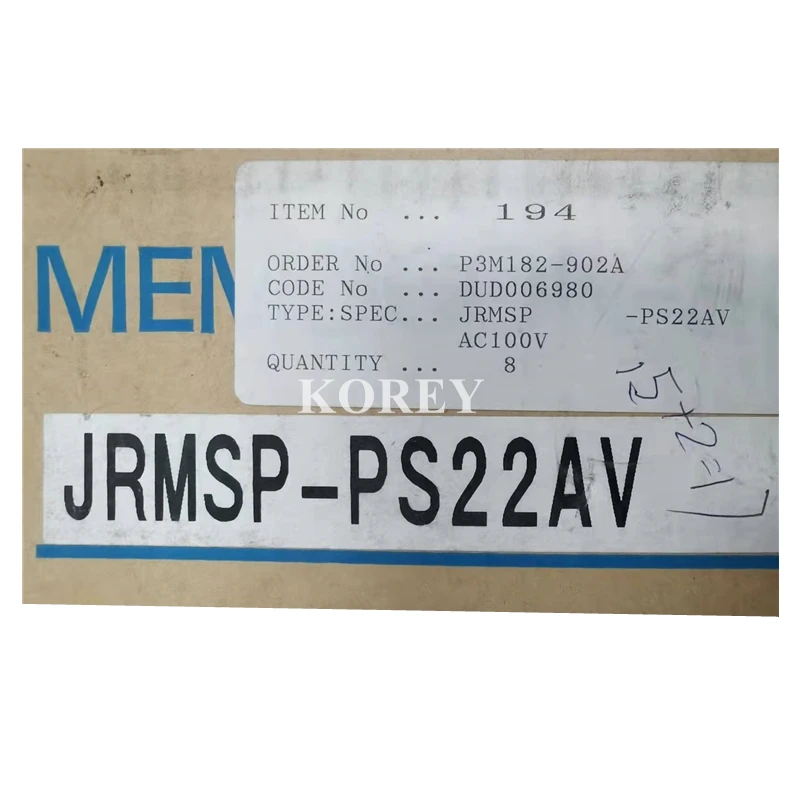 ITEM No ... 194
ORDER No ... P3M182-902A
CODE No ... DUD006980
TYPE:SPEC... JRMSP -PS22AV
AC100V
QUANTITY ... 8
MEM
KOREY
JRMSP-PS22AV